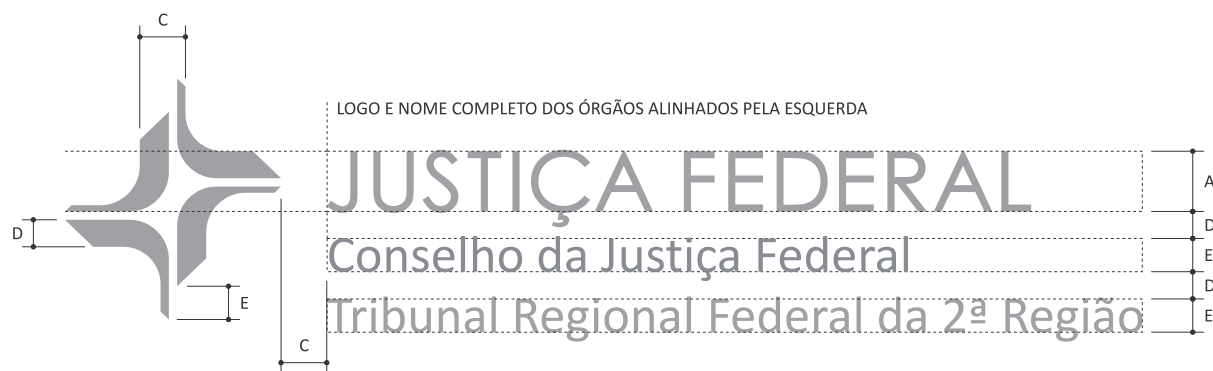 C
LOGO E NOME COMPLETO DOS ÓRGÃOS ALINHADOS PELA ESQUERDA
JUSTIÇA FEDERAL
A
D
D
Conselho da Justiça Federal
E
D
E
Tribunal Regional Federal da 2ª Região
E
C